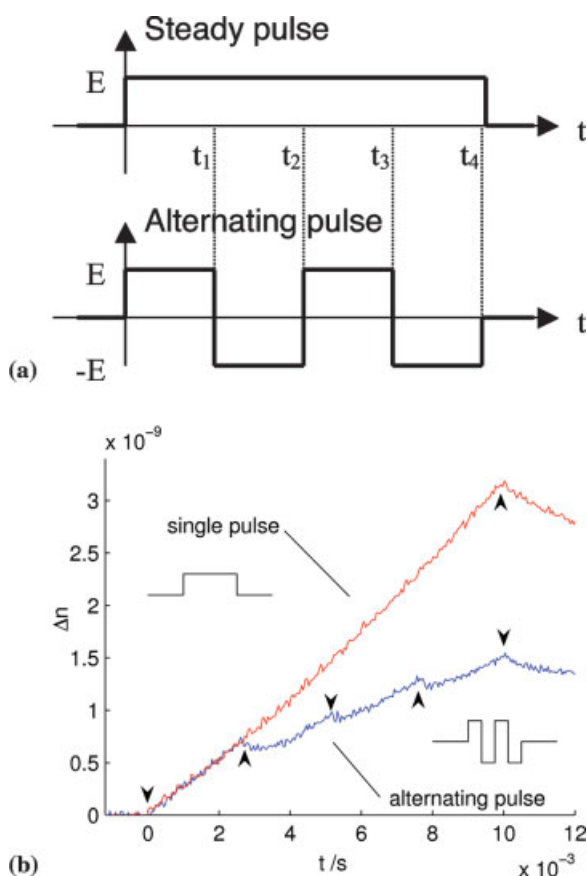 Steady pulse
E
t
t1 t2 t3 t4
Alternating pulse
E
t
-E
(a)
x 10⁻⁹
3
2.5
2
1.5
1
0.5
0
Δn
single pulse
alternating pulse
0 2 4 6 8 10 12
t /s
x 10⁻³
(b)